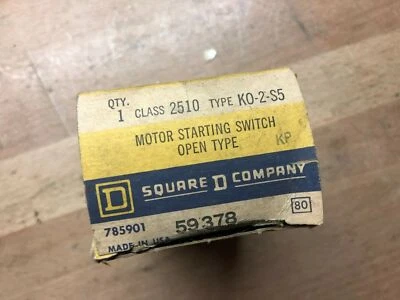 QTY.
1 CLASS 2510 TYPE KO-2-S5
MOTOR STARTING SWITCH
OPEN TYPE KP
D SQUARE D COMPANY
785901 59378 80
MADE IN USA